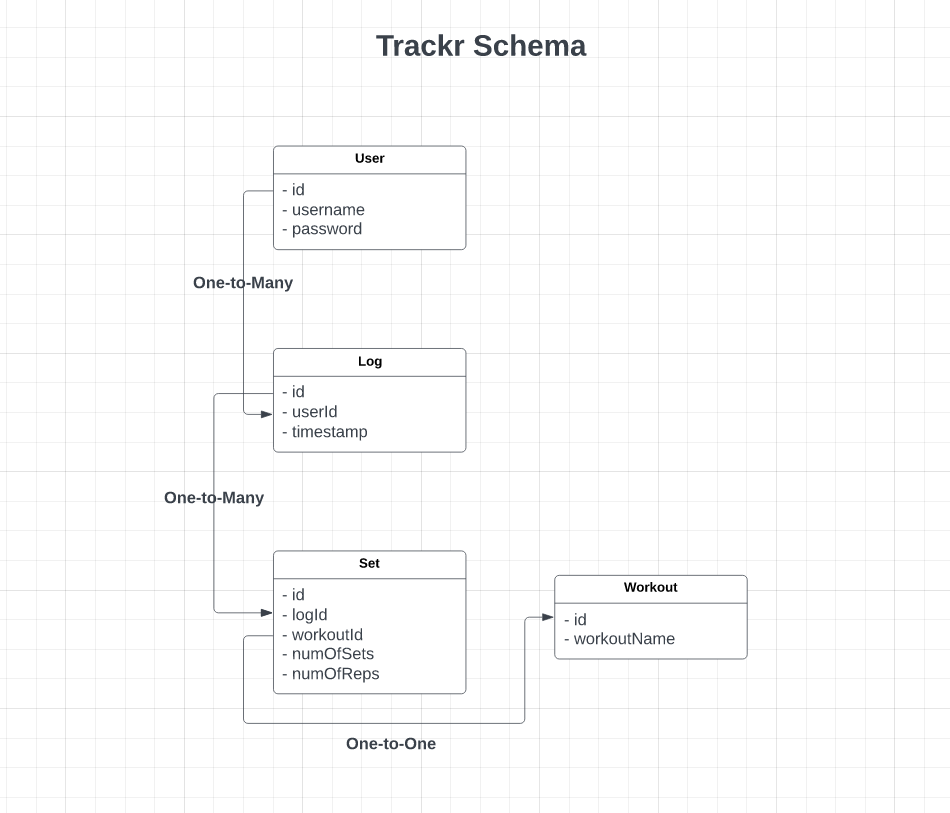 Trackr Schema
User
- id
- username
- password
One-to-Many
Log
- id
- userId
- timestamp
One-to-Many
Set
- id
- logId
- workoutId
- numOfSets
- numOfReps
Workout
- id
- workoutName
One-to-One